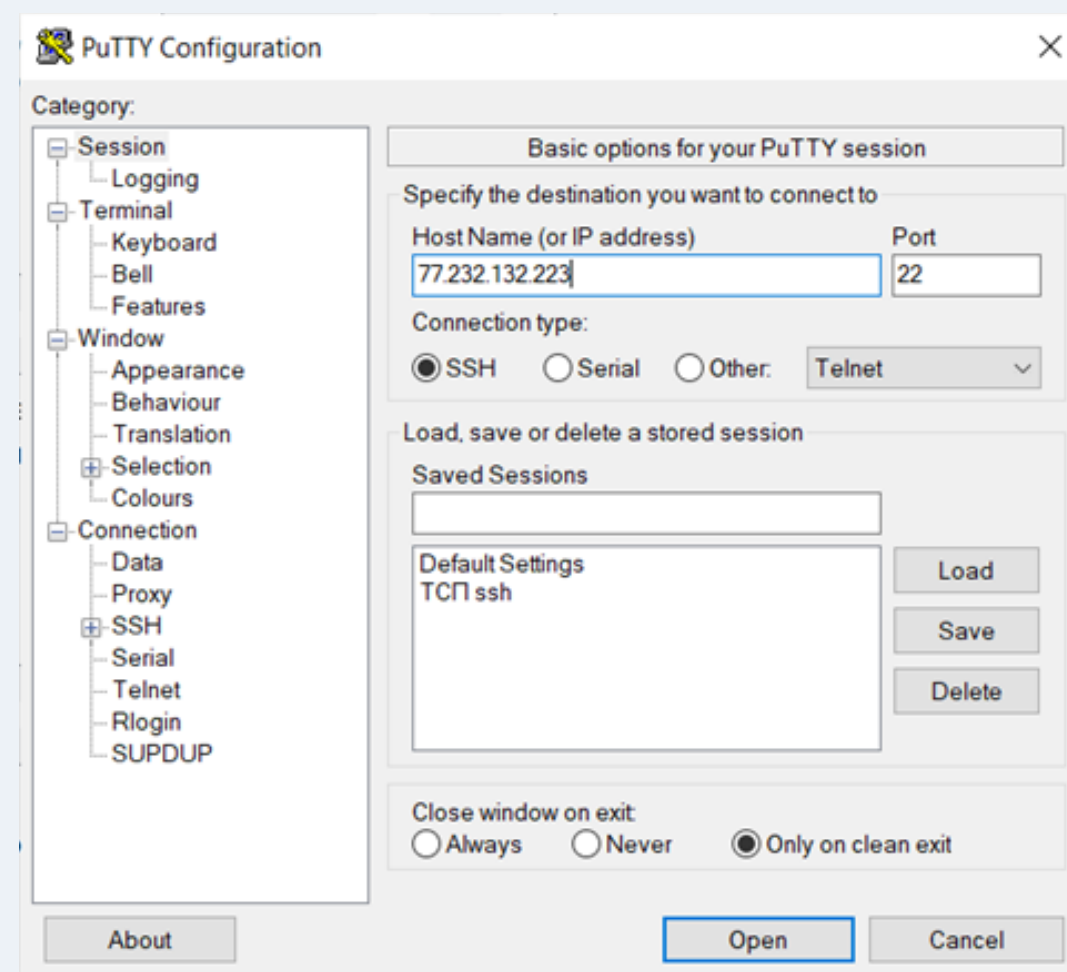 PuTTY Configuration
Category:
Session
Logging
Terminal
Keyboard
Bell
Features
Window
Appearance
Behaviour
Translation
Selection
Colours
Connection
Data
Proxy
SSH
Serial
Telnet
Rlogin
SUPDUP
Basic options for your PuTTY session
Specify the destination you want to connect to
Host Name (or IP address) Port
77.232.132.223 22
Connection type:
SSH Serial Other: Telnet
Load, save or delete a stored session
Saved Sessions
Default Settings
ТСП ssh
Load
Save
Delete
Close window on exit:
Always Never Only on clean exit
About Open Cancel